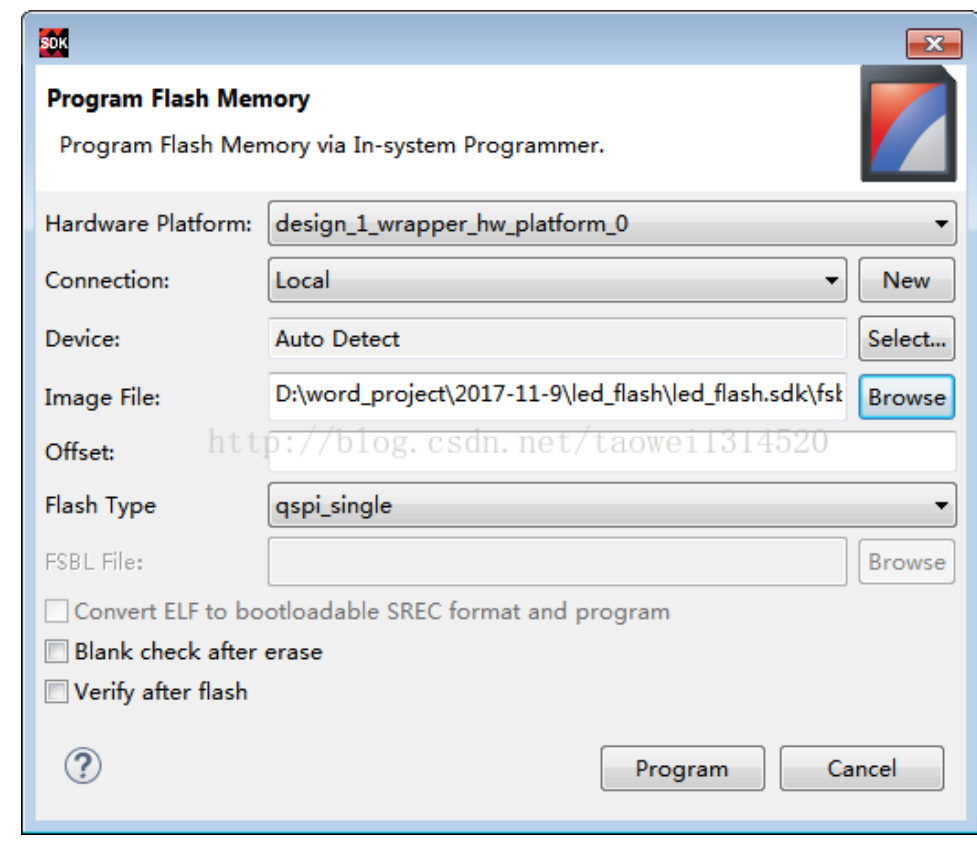 SDK
Program Flash Memory
Program Flash Memory via In-system Programmer.
Hardware Platform: design_1_wrapper_hw_platform_0
Connection: Local New
Device: Auto Detect Select...
Image File: D:\word_project\2017-11-9\led_flash\led_flash.sdk\fsb Browse
http://blog.csdn.net/taowei1314520
Offset:
Flash Type qspi_single
FSBL File: Browse
Convert ELF to bootloadable SREC format and program
Blank check after erase
Verify after flash
? Program Cancel